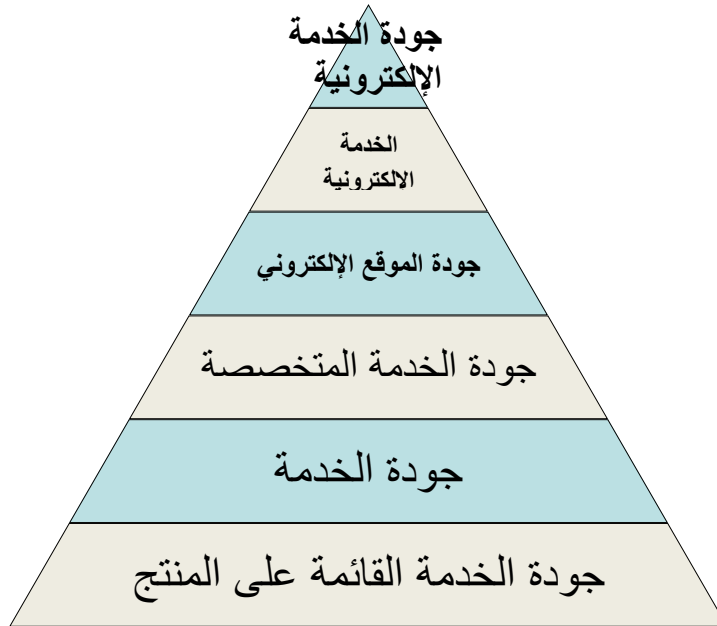 جودة الخدمة
الإلكترونية
الخدمة
الالكترونية
جودة الموقع الإلكتروني
جودة الخدمة المتخصصة
جودة الخدمة
جودة الخدمة القائمة على المنتج